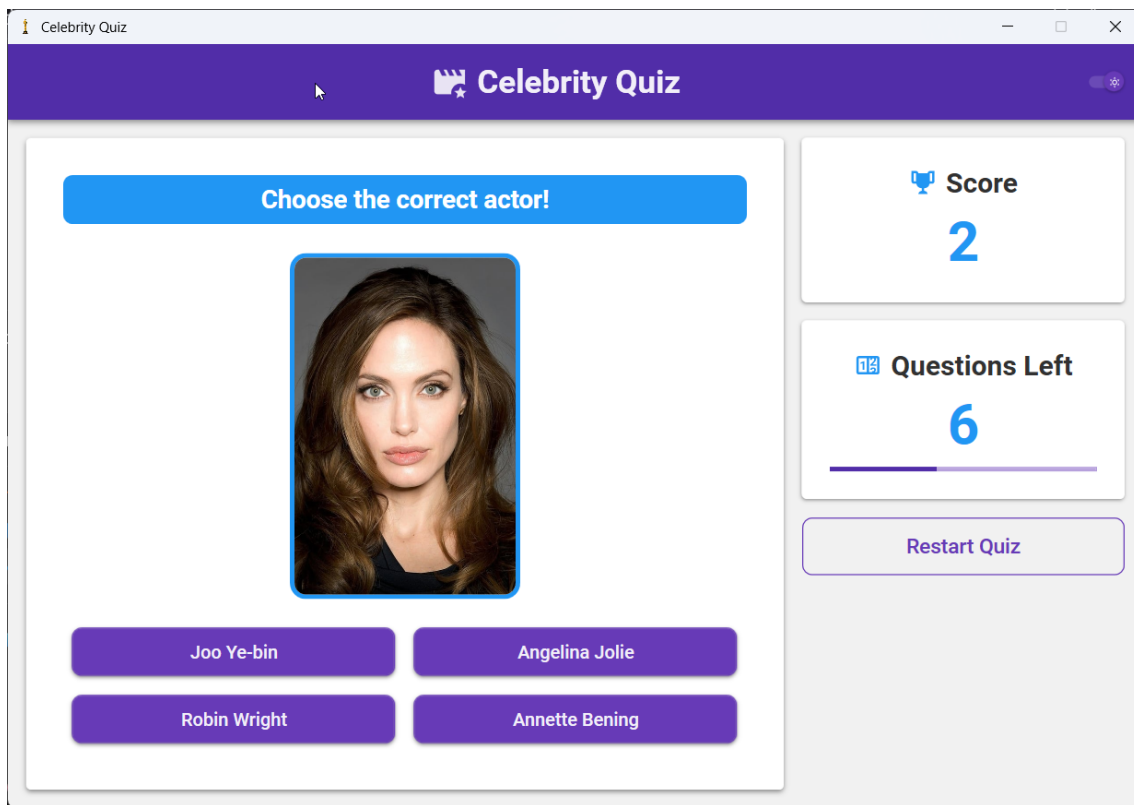 Celebrity Quiz
Celebrity Quiz
Choose the correct actor!
Joo Ye-bin
Angelina Jolie
Robin Wright
Annette Bening
Score
2
Questions Left
6
Restart Quiz